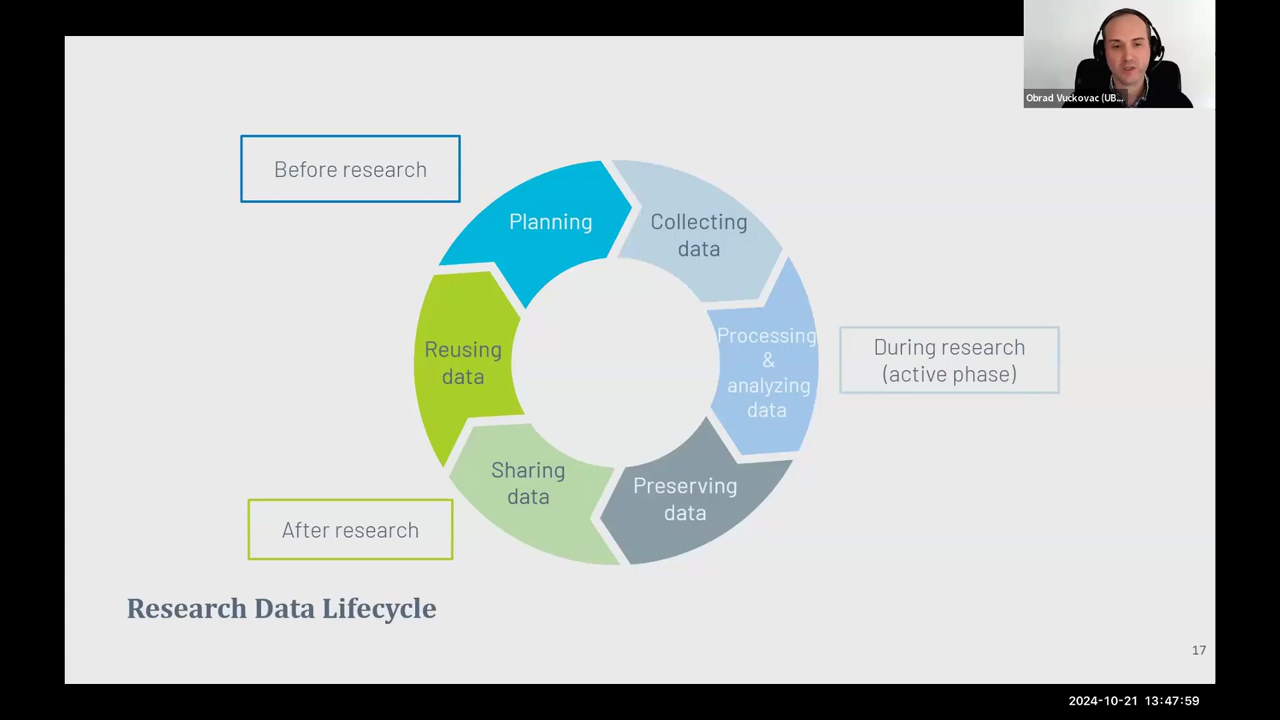 Obrad Vuckovac (UB...
Before research
Planning
Collecting
data
Processing
&
analyzing
data
During research
(active phase)
Reusing
data
Sharing
data
Preserving
data
After research
Research Data Lifecycle
17
2024-10-21 13:47:59